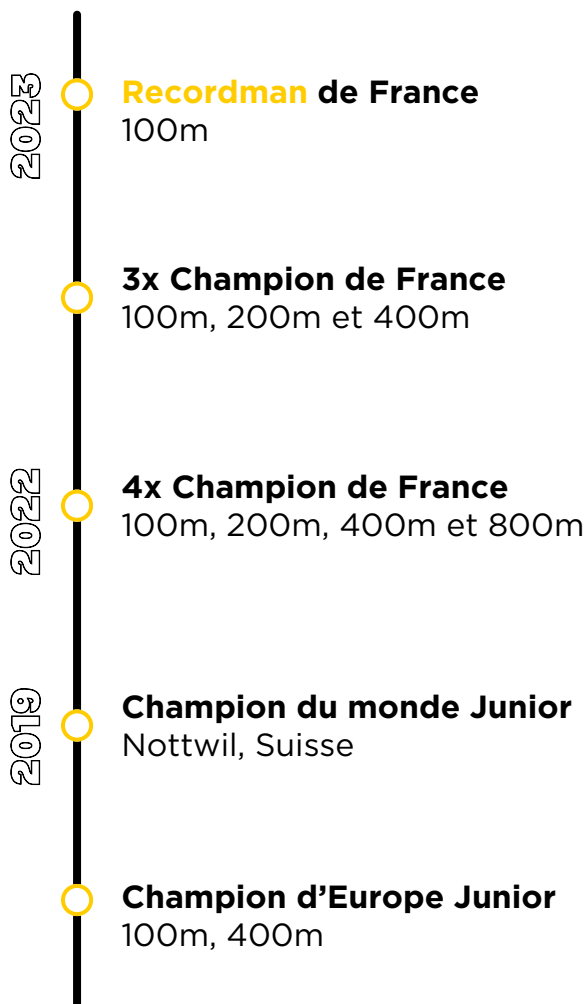 2023
Recordman de France
100m
3x Champion de France
100m, 200m et 400m
2022
4x Champion de France
100m, 200m, 400m et 800m
2019
Champion du monde Junior
Nottwil, Suisse
Champion d’Europe Junior
100m, 400m